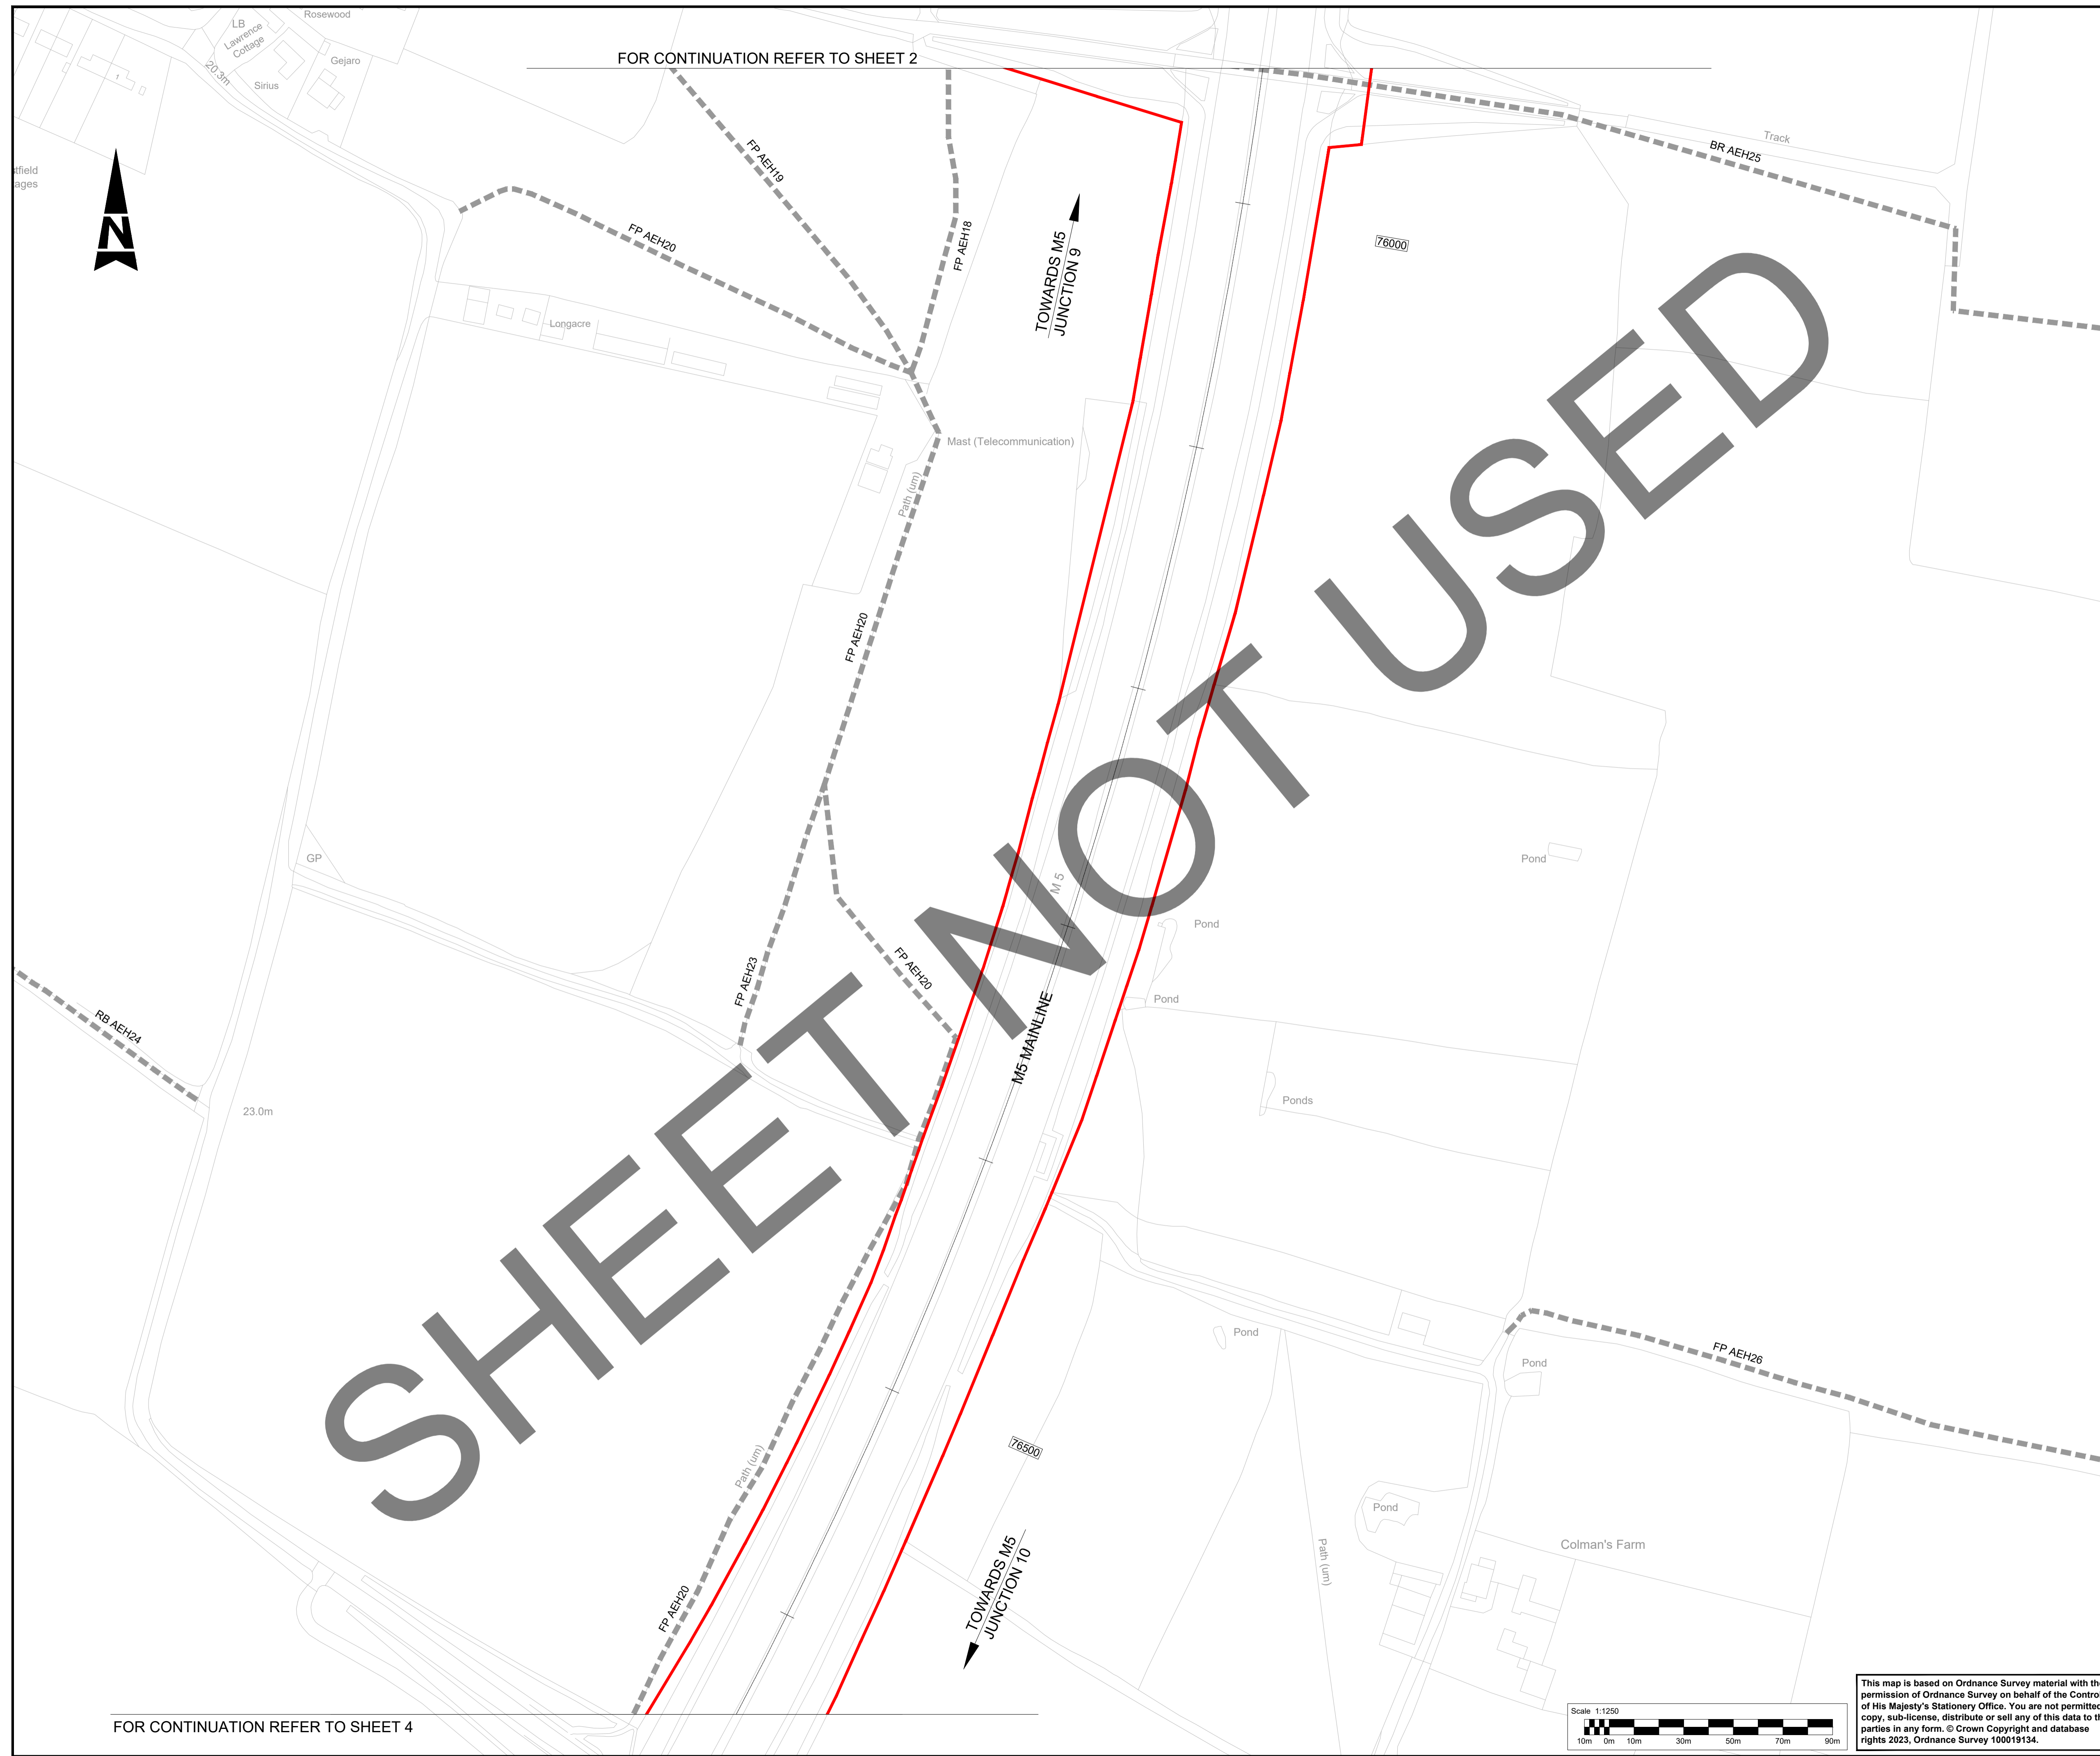 Rosewood
LB
Lawrence
Cottage
Gejaro
20.3m
Sirius
1
FOR CONTINUATION REFER TO SHEET 2
Track
BR AEH25
FP AEH19
N
FP AEH20
FP AEH18
TOWARDS M5
JUNCTION 9
76000
Longacre
Mast (Telecommunication)
Path (um)
FP AEH20
GP
M 5
Pond
Pond
Pond
FP AEH23
FP AEH20
M5 MAINLINE
RB AEH24
23.0m
Ponds
SHEET NOT USED
Pond
FP AEH26
Pond
76500
Path (um)
Pond
Colman's Farm
Path (um)
TOWARDS M5
JUNCTION 10
FP AEH20
FOR CONTINUATION REFER TO SHEET 4
Scale 1:1250
10m 0m 10m 30m 50m 70m 90m
This map is based on Ordnance Survey material with
permission of Ordnance Survey on behalf of the
of His Majesty's Stationery Office. You are not
copy, sub-license, distribute or sell any of this data to
parties in any form. © Crown Copyright and database
rights 2023, Ordnance Survey 100019134.